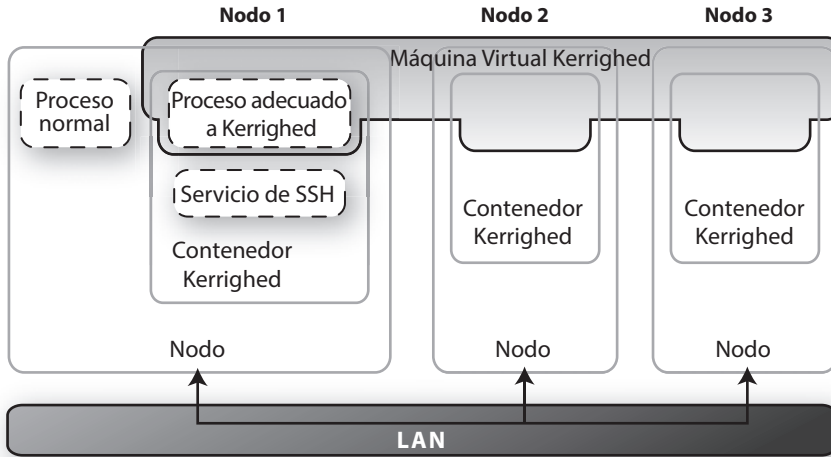 Nodo 1
Nodo 2
Nodo 3
Máquina Virtual Kerrighed
Proceso
normal
Proceso adecuado
a Kerrighed
Servicio de SSH
Contenedor
Kerrighed
Contenedor
Kerrighed
Contenedor
Kerrighed
Nodo
Nodo
Nodo
LAN